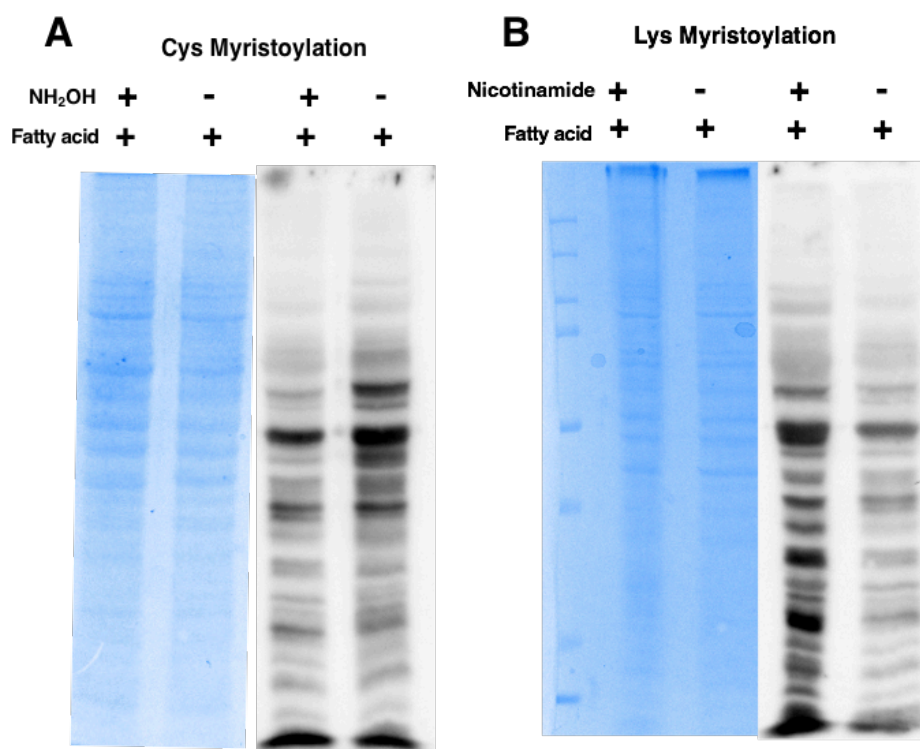 A
Cys Myristoylation
NH₂OH + - + -
Fatty acid + + + +
B
Lys Myristoylation
Nicotinamide + - + -
Fatty acid + + + +